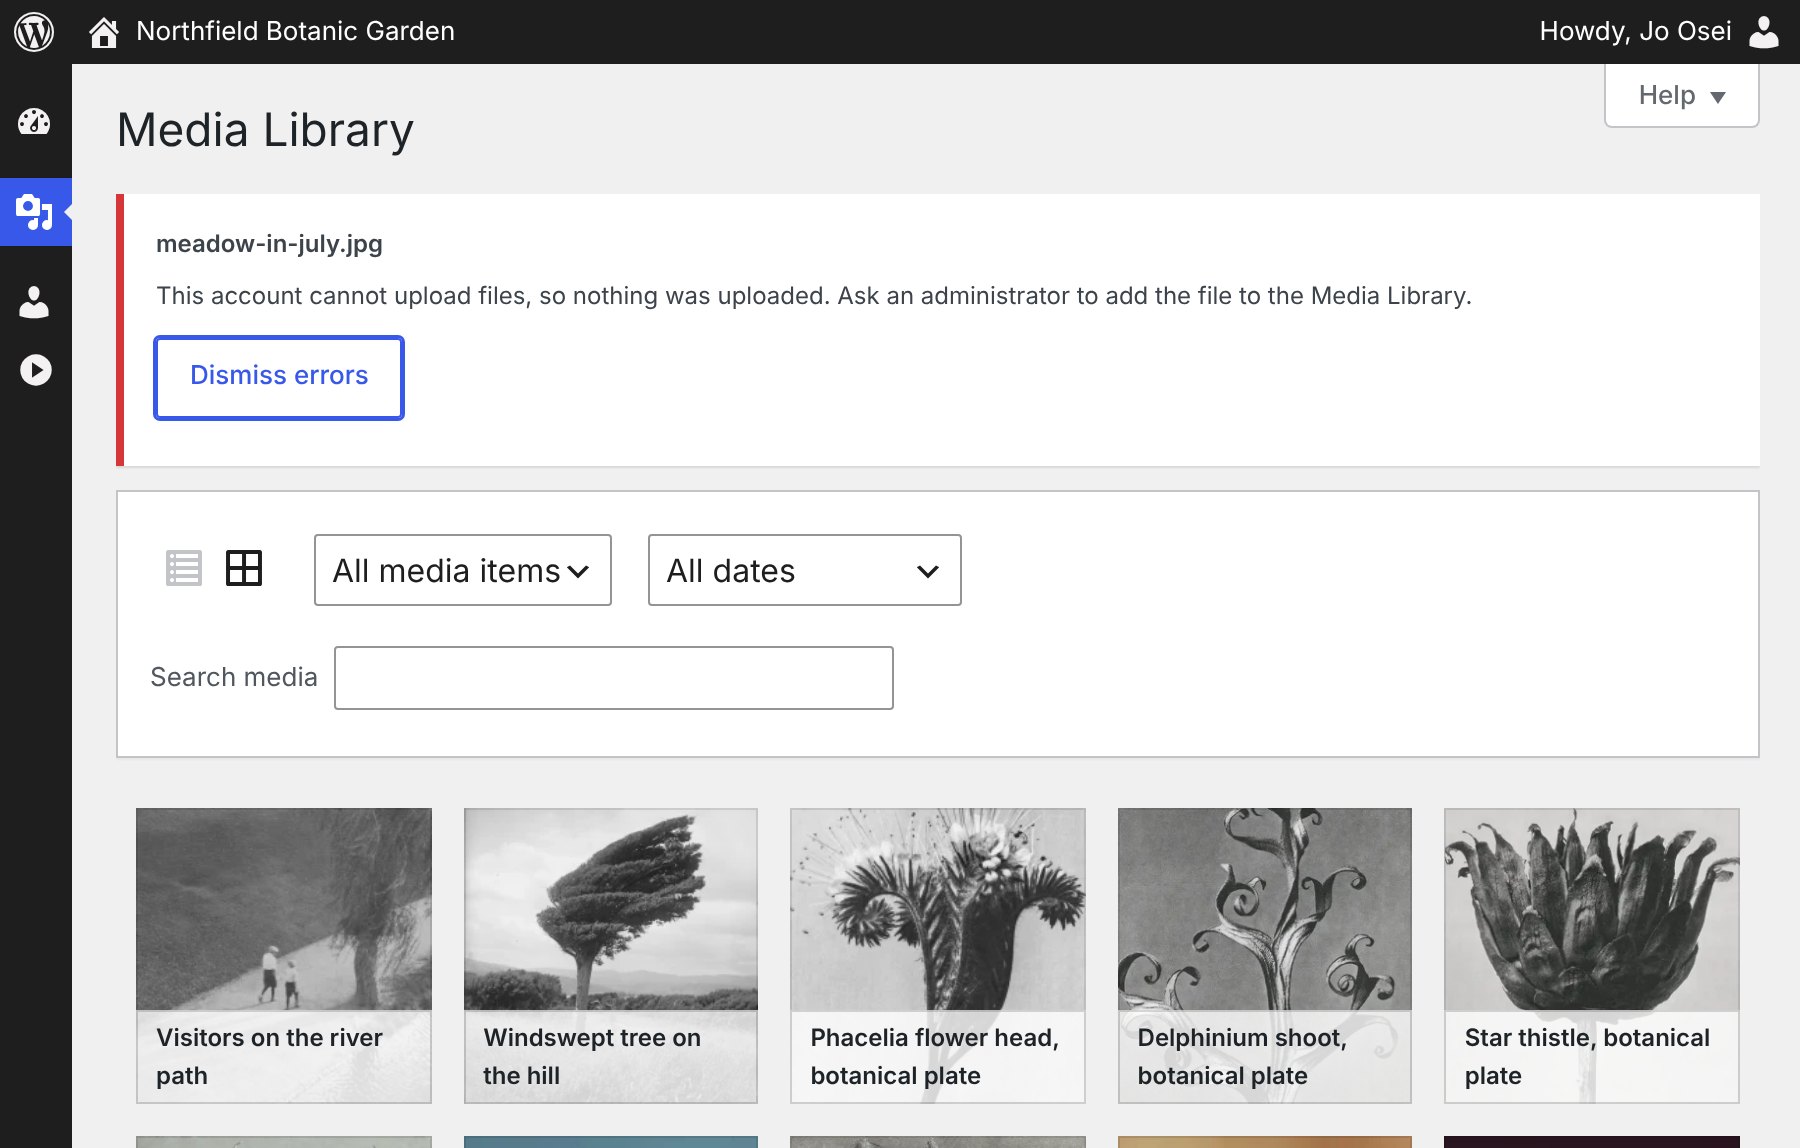 Northfield Botanic Garden
Howdy, Jo Osei
Help
Media Library
meadow-in-july.jpg
This account cannot upload files, so nothing was uploaded. Ask an administrator to add the file to the Media Library.
Dismiss errors
All media items
All dates
Search media
Visitors on the river
path
Windswept tree on
the hill
Phacelia flower head,
botanical plate
Delphinium shoot,
botanical plate
Star thistle, botanical
plate